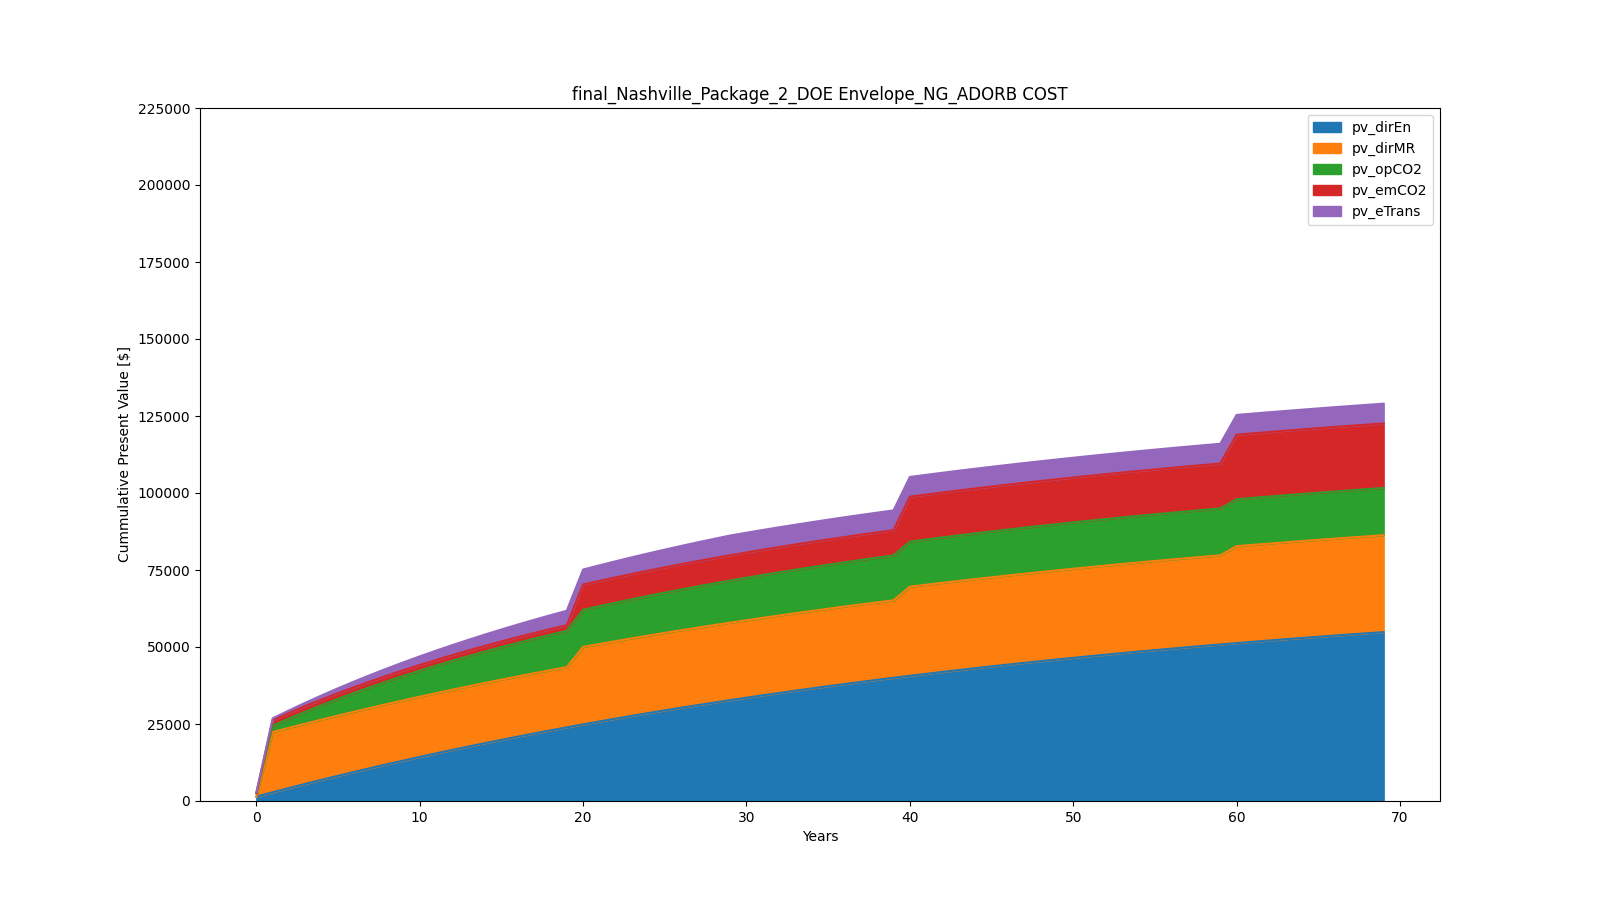 final_Nashville_Package_2_DOE Envelope_NG_ADORB COST
225000
200000
175000
150000
125000
100000
75000
50000
25000
0
Cummulative Present Value [$]
pv_dirEn
pv_dirMR
pv_opCO2
pv_emCO2
pv_eTrans
0 10 20 30 40 50 60 70
Years